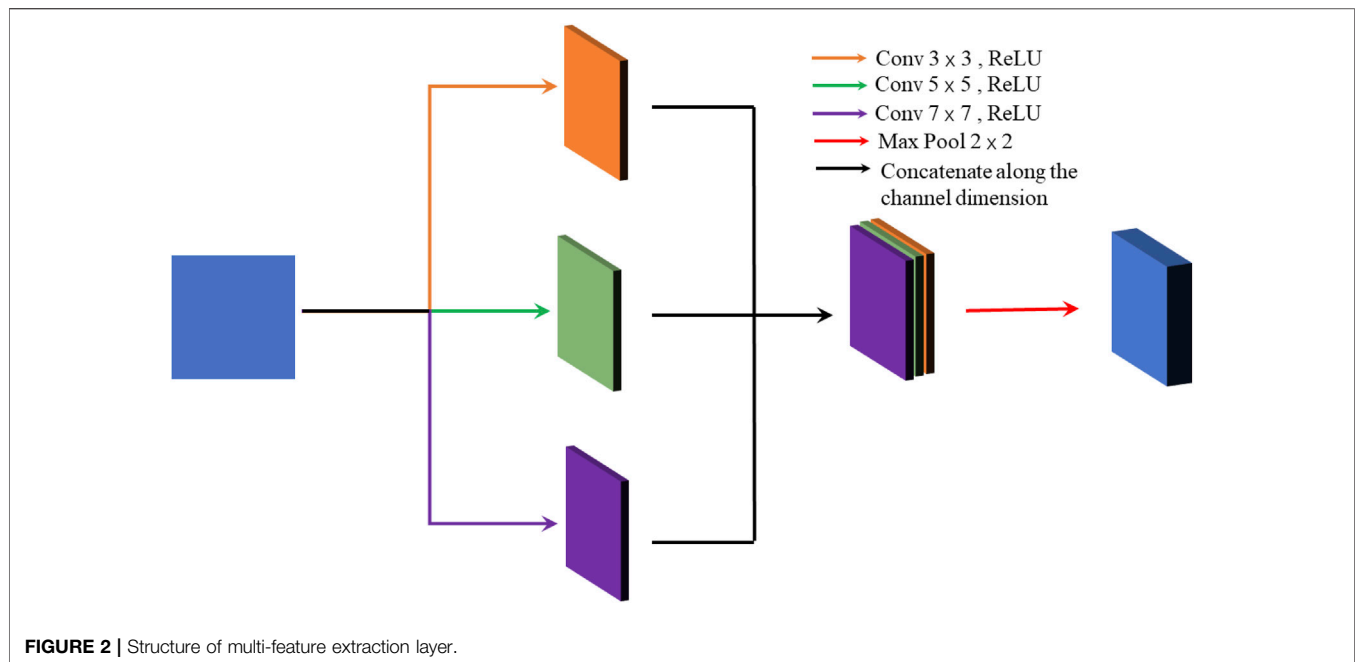 Conv 3 x 3 , ReLU
Conv 5 x 5 , ReLU
Conv 7 x 7 , ReLU
Max Pool 2 x 2
Concatenate along the
channel dimension
FIGURE 2 | Structure of multi-feature extraction layer.